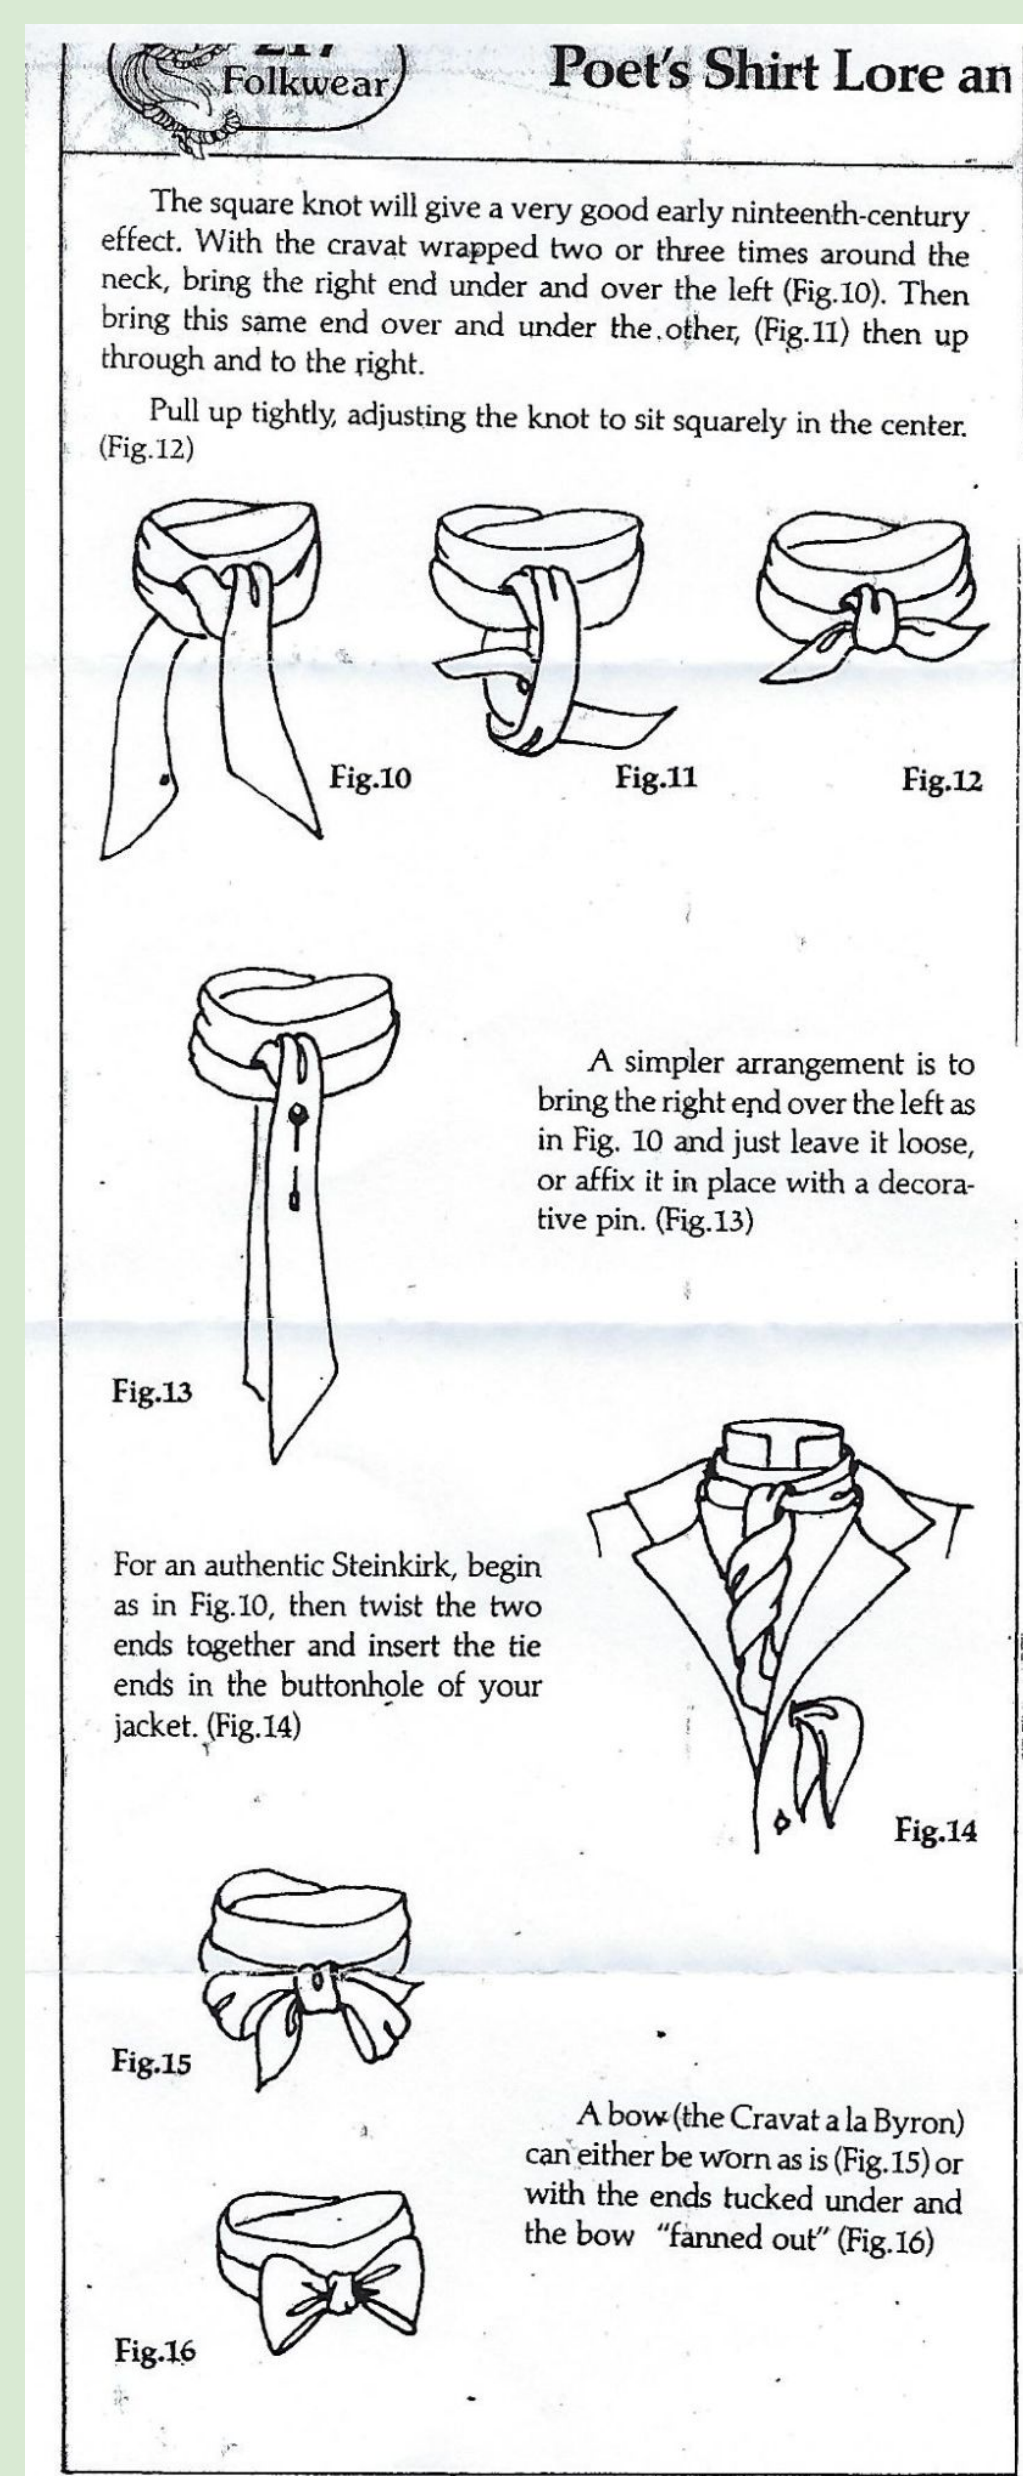 Folkwear
Poet's Shirt Lore an
The square knot will give a very good early ninteenth-century
effect. With the cravat wrapped two or three times around the
neck, bring the right end under and over the left (Fig.10). Then
bring this same end over and under the other, (Fig.11) then up
through and to the right.
Pull up tightly, adjusting the knot to sit squarely in the center.
(Fig.12)
Fig.10
Fig.11
Fig.12
A simpler arrangement is to
bring the right end over the left as
in Fig. 10 and just leave it loose,
or affix it in place with a decora-
tive pin. (Fig.13)
Fig.13
For an authentic Steinkirk, begin
as in Fig.10, then twist the two
ends together and insert the tie
ends in the buttonhole of your
jacket. (Fig.14)
Fig.14
Fig.15
A bow (the Cravat a la Byron)
can either be worn as is (Fig.15) or
with the ends tucked under and
the bow "fanned out" (Fig.16)
Fig.16